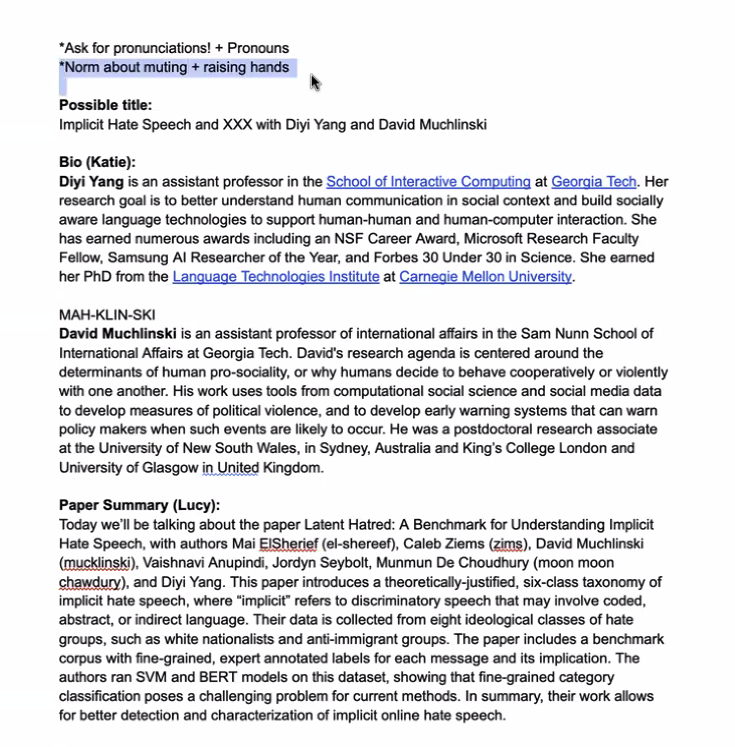 *Ask for pronunciations! + Pronouns
*Norm about muting + raising hands
Possible title:
Implicit Hate Speech and XXX with Diyi Yang and David Muchlinski
Bio (Katie):
Diyi Yang is an assistant professor in the School of Interactive Computing at Georgia Tech. Her
research goal is to better understand human communication in social context and build socially
aware language technologies to support human-human and human-computer interaction. She
has earned numerous awards including an NSF Career Award, Microsoft Research Faculty
Fellow, Samsung AI Researcher of the Year, and Forbes 30 Under 30 in Science. She earned
her PhD from the Language Technologies Institute at Carnegie Mellon University.
MAH-KLIN-SKI
David Muchlinski is an assistant professor of international affairs in the Sam Nunn School of
International Affairs at Georgia Tech. David's research agenda is centered around the
determinants of human pro-sociality, or why humans decide to behave cooperatively or violently
with one another. His work uses tools from computational social science and social media data
to develop measures of political violence, and to develop early warning systems that can warn
policy makers when such events are likely to occur. He was a postdoctoral research associate
at the University of New South Wales, in Sydney, Australia and King's College London and
University of Glasgow in United Kingdom.
Paper Summary (Lucy):
Today we'll be talking about the paper Latent Hatred: A Benchmark for Understanding Implicit
Hate Speech, with authors Mai ElSherief (el-shereef), Caleb Ziems (zims), David Muchlinski
(mucklinski), Vaishnavi Anupindi, Jordyn Seybolt, Munmun De Choudhury (moon moon
chawdury), and Diyi Yang. This paper introduces a theoretically-justified, six-class taxonomy of
implicit hate speech, where “implicit” refers to discriminatory speech that may involve coded,
abstract, or indirect language. Their data is collected from eight ideological classes of hate
groups, such as white nationalists and anti-immigrant groups. The paper includes a benchmark
corpus with fine-grained, expert annotated labels for each message and its implication. The
authors ran SVM and BERT models on this dataset, showing that fine-grained category
classification poses a challenging problem for current methods. In summary, their work allows
for better detection and characterization of implicit online hate speech.